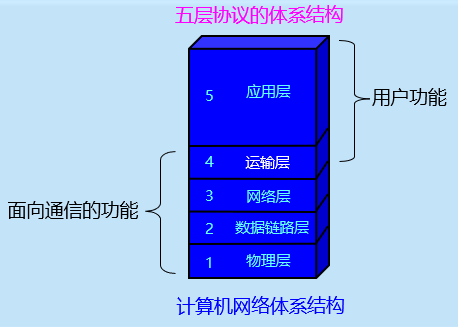 五层协议的体系结构
5 应用层
用户功能
4 运输层
3 网络层
面向通信的功能
2 数据链路层
1 物理层
计算机网络体系结构